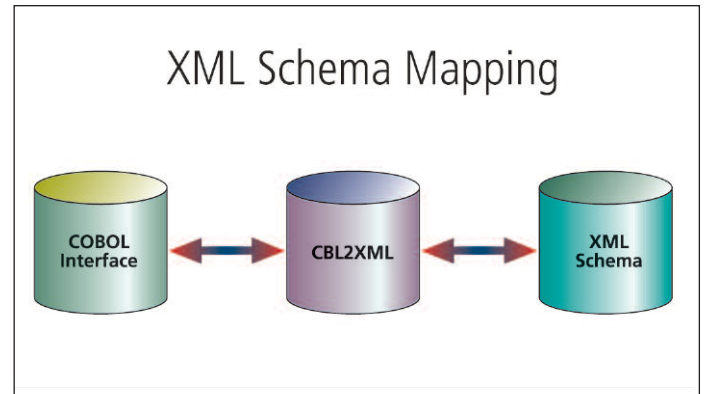 XML Schema Mapping
COBOL
Interface
CBL2XML
XML
Schema